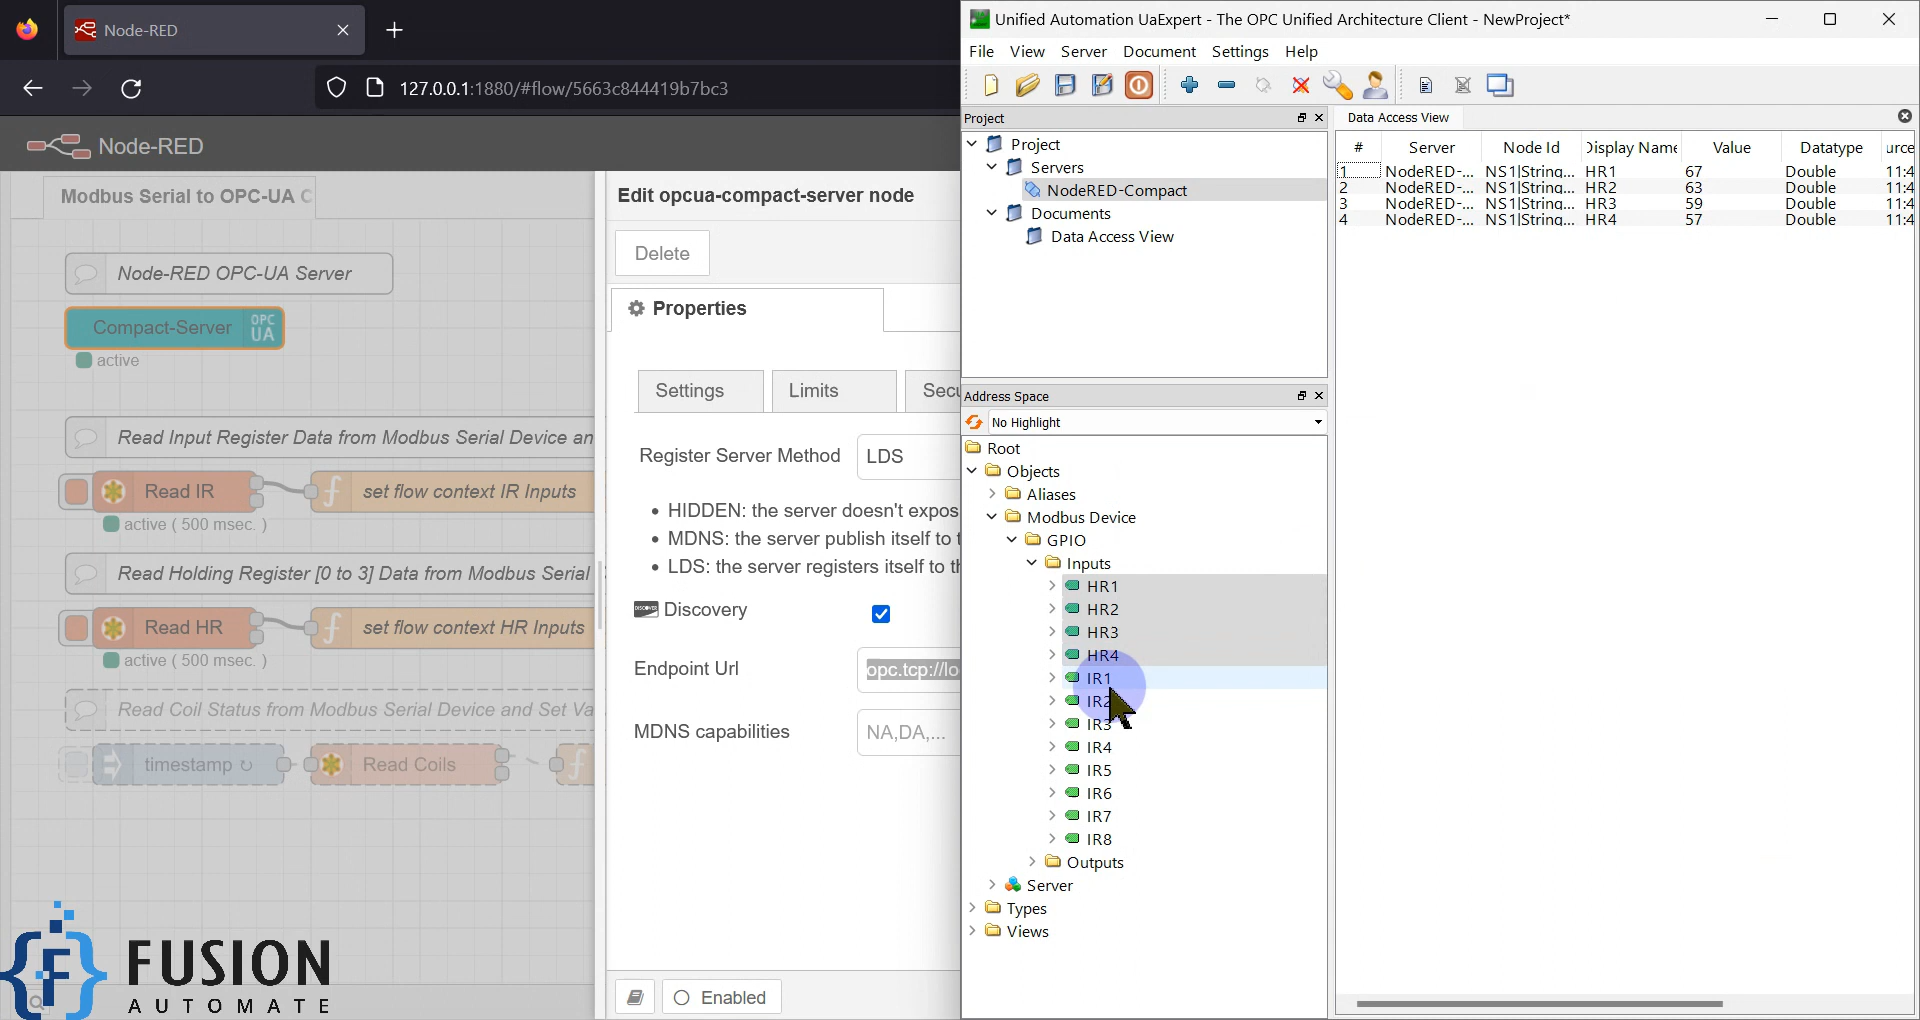 Node-RED
127.0.0.1:1880/#flow/5663c844419b7bc3
Node-RED
Modbus Serial to OPC-UA C
Node-RED OPC-UA Server
Compact-Server
OPC
UA
active
Read Input Register Data from Modbus Serial Device an
Read IR
set flow context IR Inputs
active ( 500 msec. )
Read Holding Register [0 to 3] Data from Modbus Serial
Read HR
set flow context HR Inputs
active ( 500 msec. )
Read Coil Status from Modbus Serial Device and Set Va
timestamp ↻
Read Coils
FUSION
AUTOMATE
Edit opcua-compact-server node
Delete
Properties
Settings
Limits
Secu
Register Server Method
LDS
• HIDDEN: the server doesn't expos
• MDNS: the server publish itself to t
• LDS: the server registers itself to th
Discovery
Endpoint Url
opc.tcp://lo
MDNS capabilities
NA,DA,...
Enabled
Unified Automation UaExpert - The OPC Unified Architecture Client - NewProject*
File View Server Document Settings Help
Project
Project
Servers
NodeRED-Compact
Documents
Data Access View
Address Space
No Highlight
Root
Objects
Aliases
Modbus Device
GPIO
Inputs
HR1
HR2
HR3
HR4
IR1
IR2
IR3
IR4
IR5
IR6
IR7
IR8
Outputs
Server
Types
Views
Data Access View
# Server Node Id Display Name Value Datatype urce
1 NodeRED-... NS1|String... HR1 67 Double 11:4
2 NodeRED-... NS1|String... HR2 63 Double 11:4
3 NodeRED-... NS1|String... HR3 59 Double 11:4
4 NodeRED-... NS1|String... HR4 57 Double 11:4